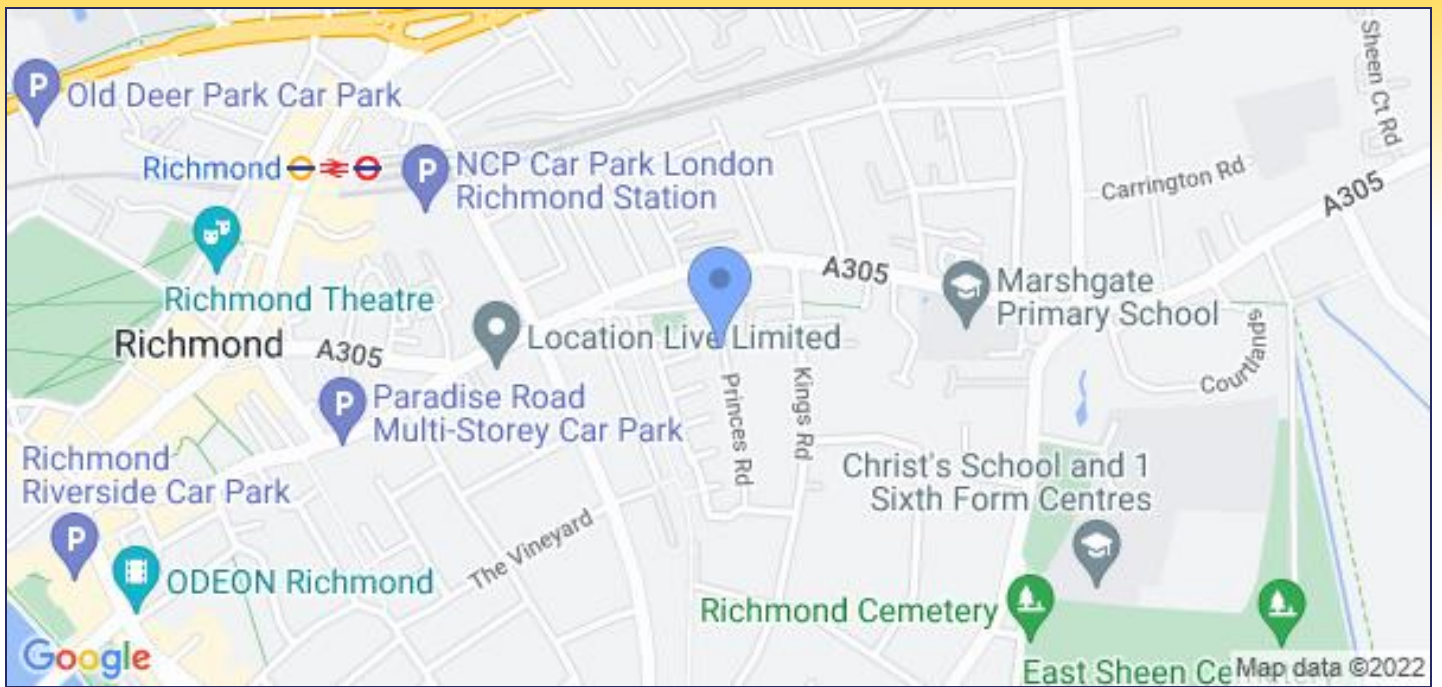 Sheen Ct Rd
Old Deer Park Car Park
Richmond
NCP Car Park London
Richmond Station
Carrington Rd
A305
Richmond Theatre
A305
Marshgate
Primary School
Location Live Limited
Richmond
A305
Courtlands
Princes Rd
Kings Rd
Paradise Road
Multi-Storey Car Park
Richmond
Riverside Car Park
Christ's School and 1
Sixth Form Centres
The Vineyard
ODEON Richmond
Richmond Cemetery
Google
East Sheen Ce
Map data ©2022
P
P
P
P